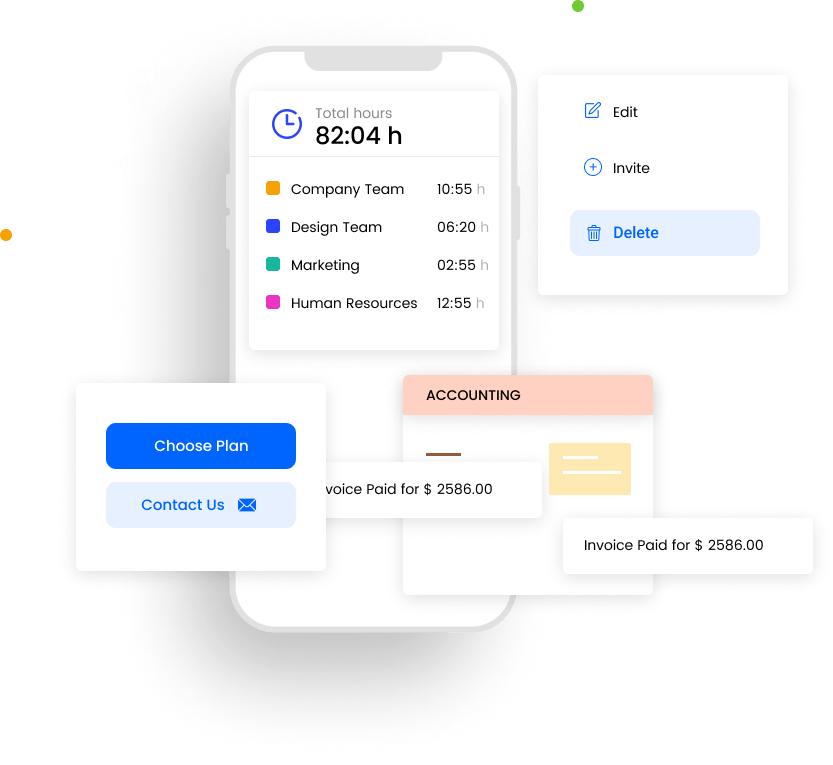 Total hours
82:04 h
Company Team 10:55 h
Design Team 06:20 h
Marketing 02:55 h
Human Resources 12:55 h
Edit
Invite
Delete
Choose Plan
Contact Us
ACCOUNTING
voice Paid for $ 2586.00
Invoice Paid for $ 2586.00